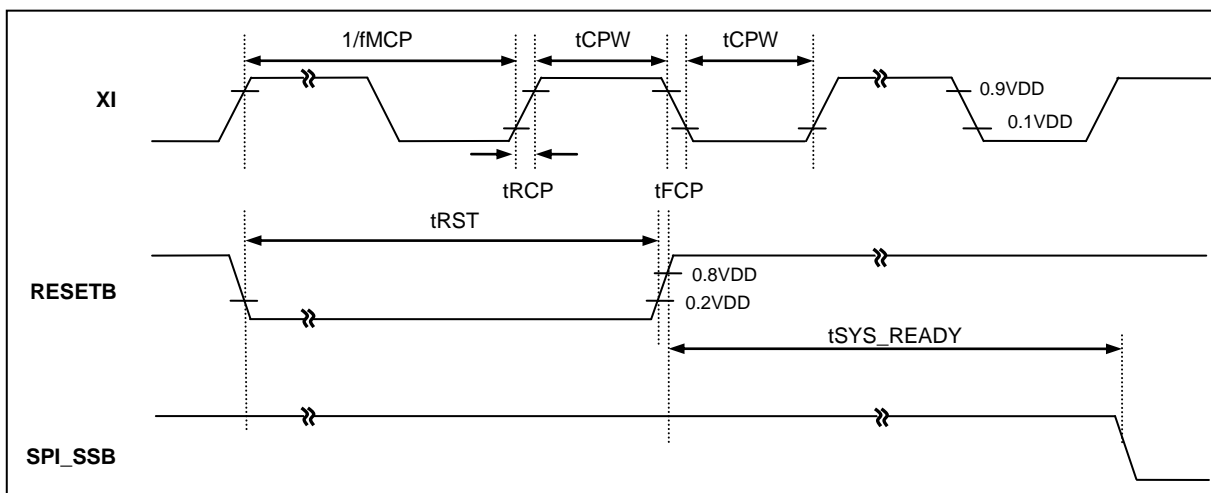 1/fMCP
tCPW
tCPW
XI
0.9VDD
0.1VDD
tRCP
tFCP
tRST
RESETB
0.8VDD
0.2VDD
tSYS_READY
SPI_SSB